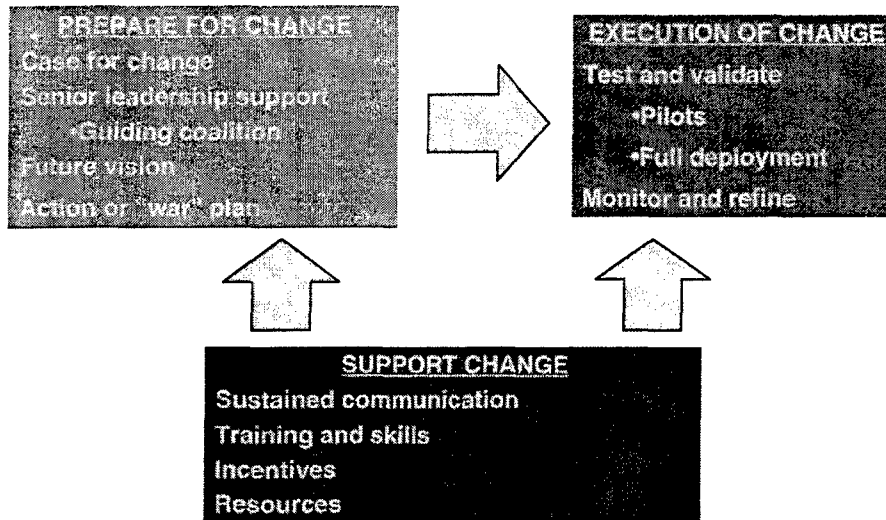 PREPARE FOR CHANGE
Case for change
Senior leadership support
•Guiding coalition
Future vision
Action or "war" plan
EXECUTION OF CHANGE
Test and validate
•Pilots
•Full deployment
Monitor and refine
SUPPORT CHANGE
Sustained communication
Training and skills
Incentives
Resources